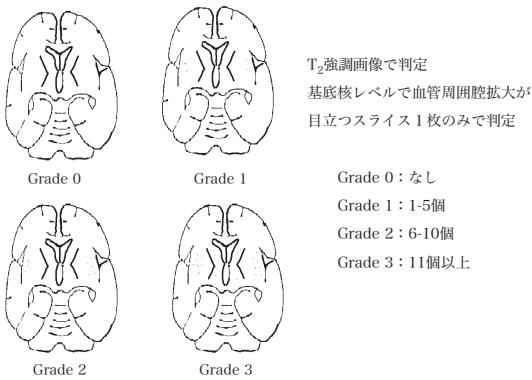 Grade 0
Grade 1
Grade 2
Grade 3
T₂強調画像で判定
基底核レベルで血管周囲腔拡大が
目立つスライス1枚のみで判定
Grade 0：なし
Grade 1：1-5個
Grade 2：6-10個
Grade 3：11個以上